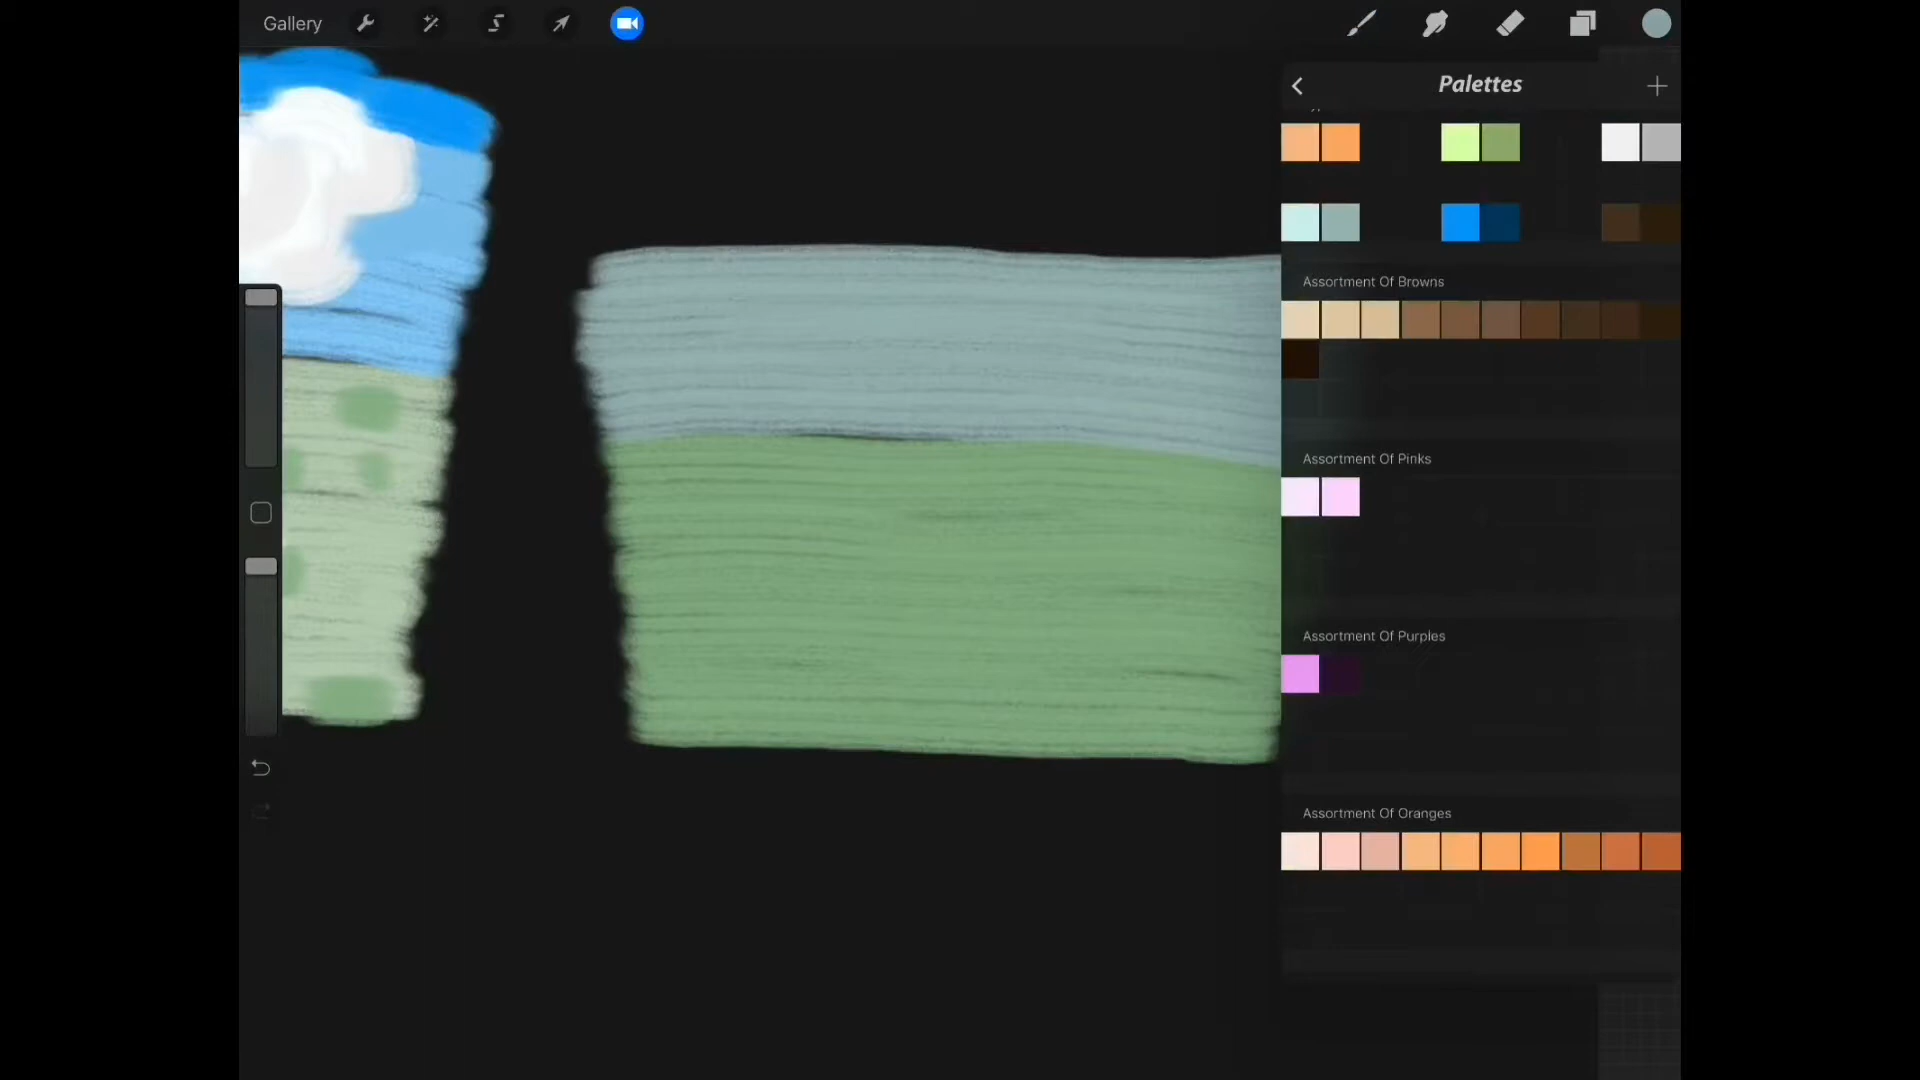 Gallery
Palettes
Assortment Of Browns
Assortment Of Pinks
Assortment Of Purples
Assortment Of Oranges